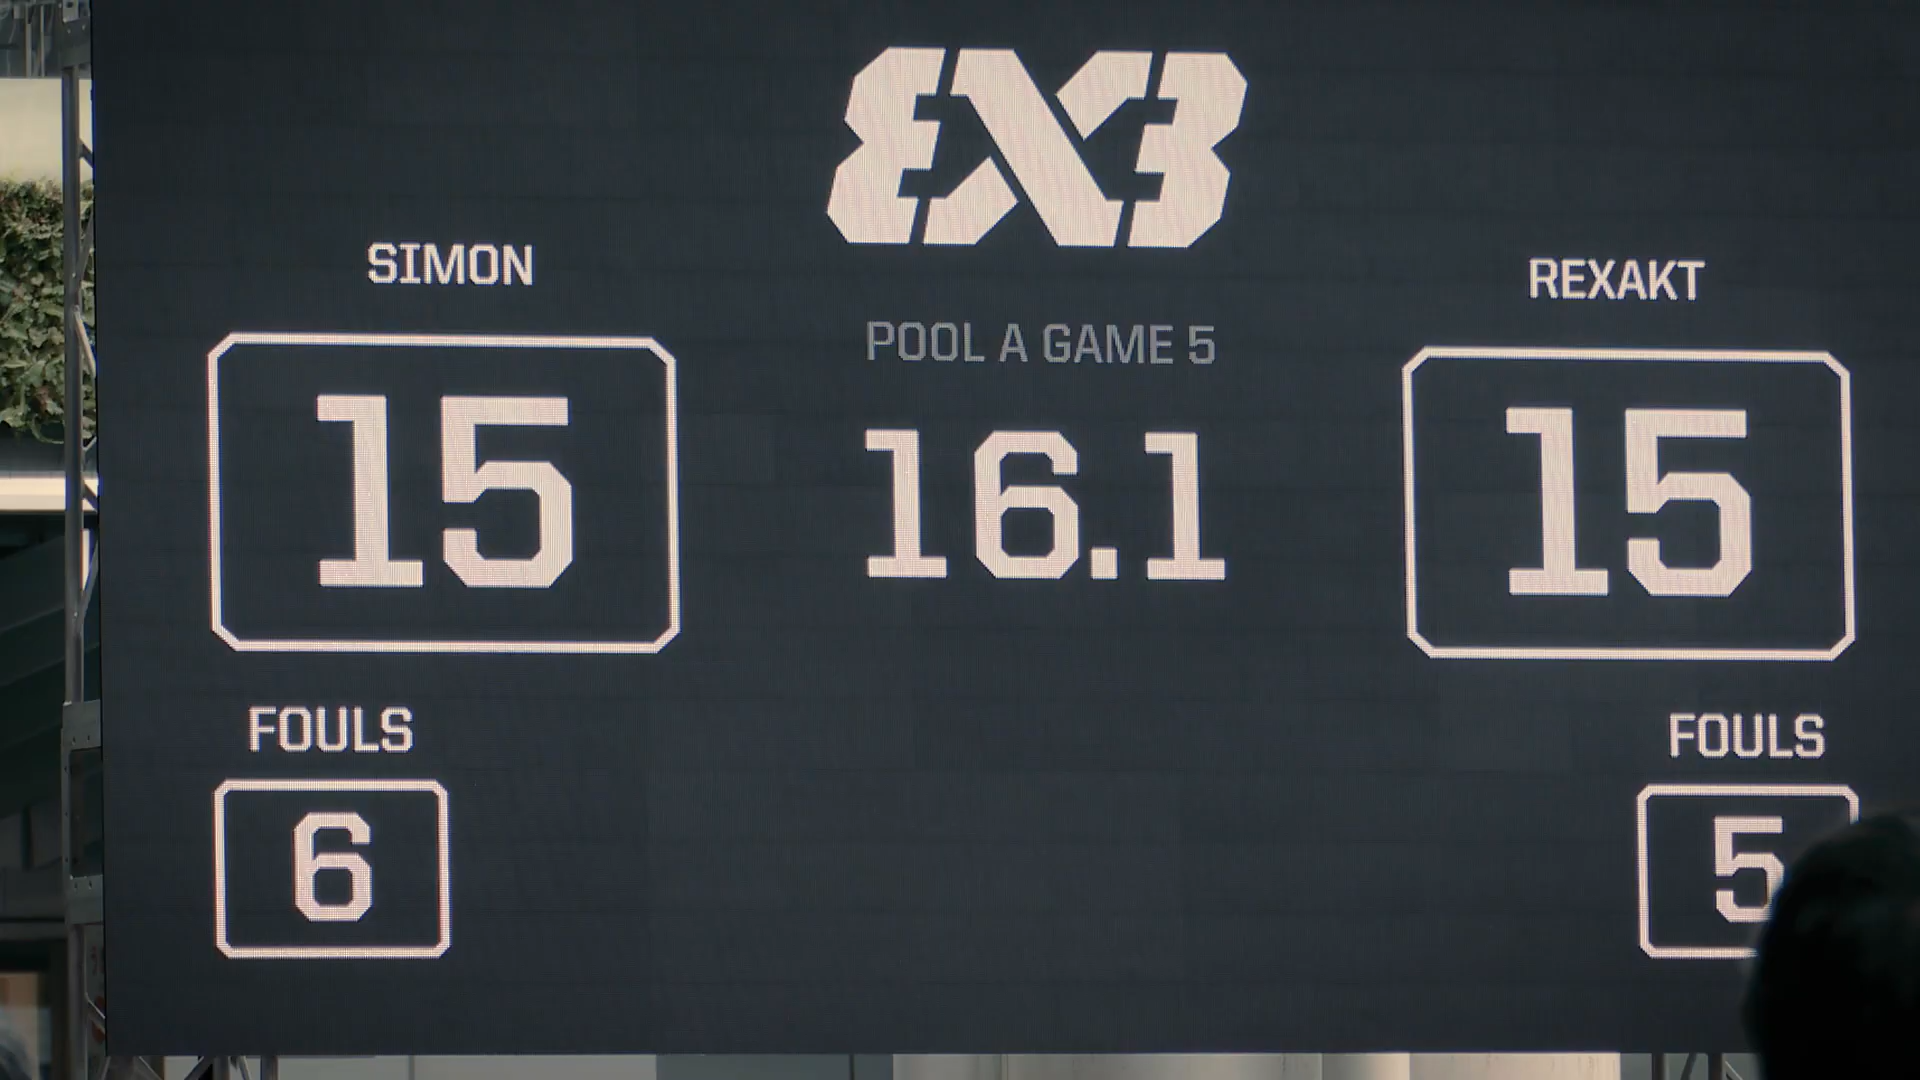 3X3
SIMON
REXAKT
POOL A GAME 5
15
16.1
15
FOULS
FOULS
6
5